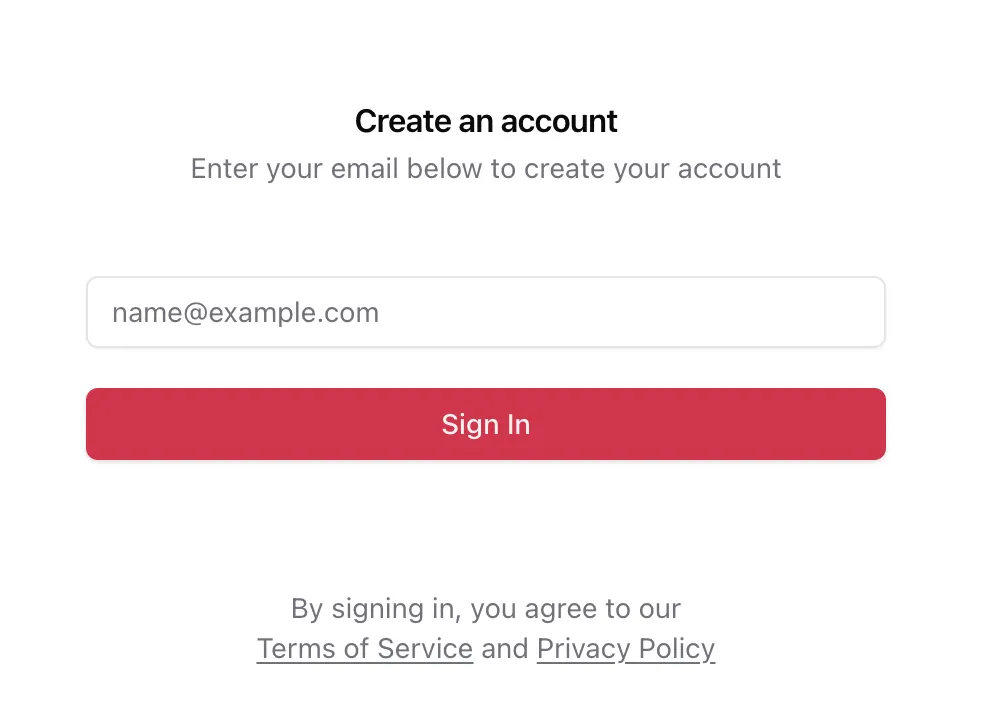 Create an account
Enter your email below to create your account
name@example.com
Sign In
By signing in, you agree to our
Terms of Service and Privacy Policy